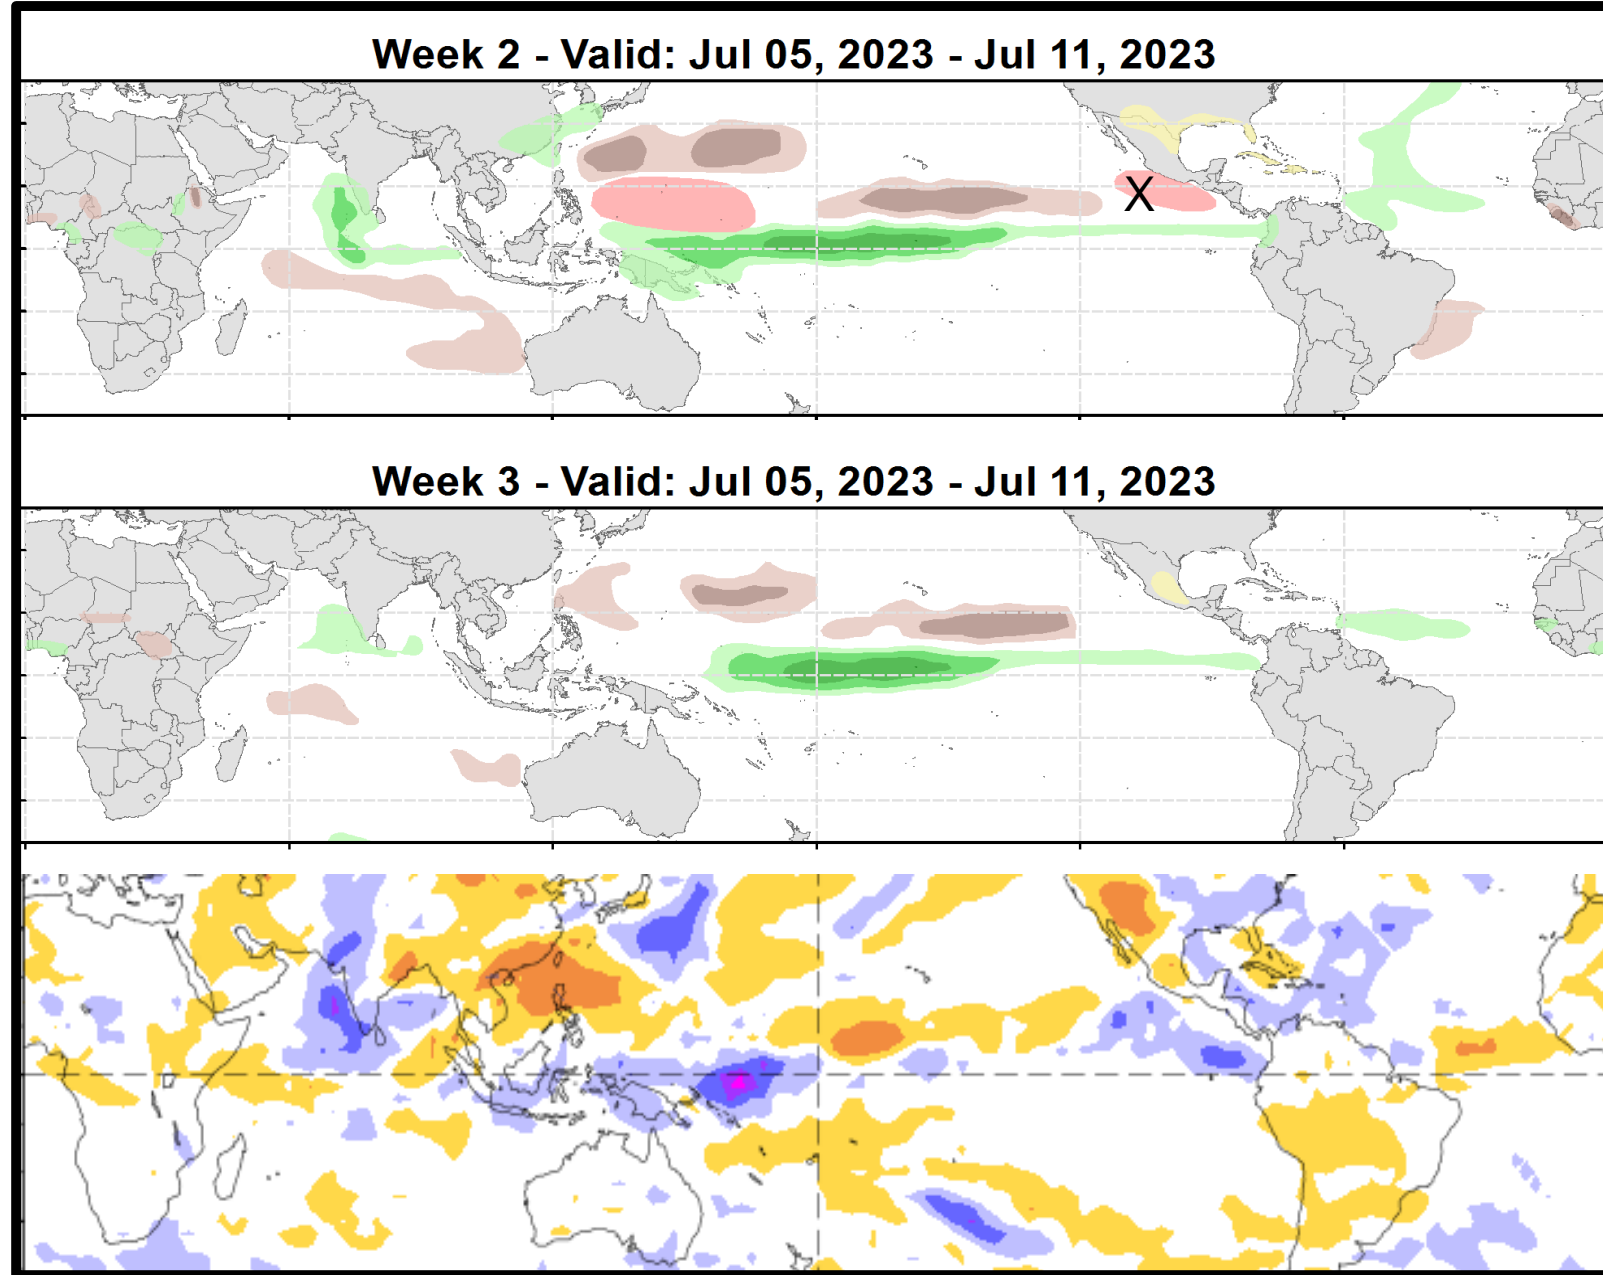 Week 2 - Valid: Jul 05, 2023 - Jul 11, 2023
X
Week 3 - Valid: Jul 05, 2023 - Jul 11, 2023